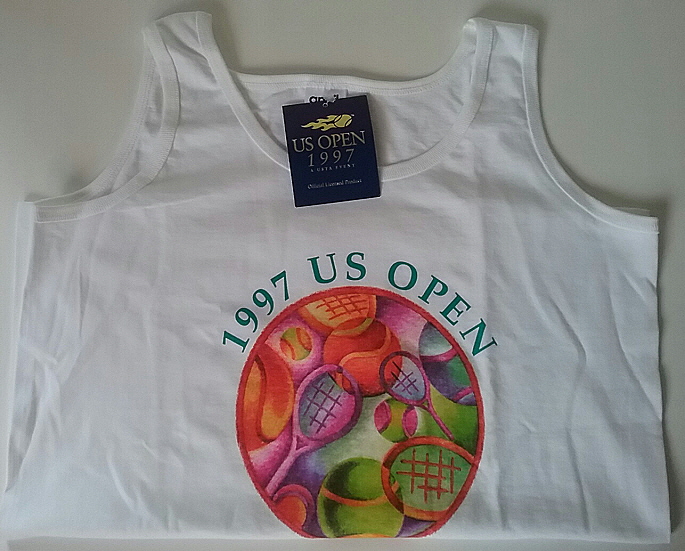 US OPEN
1997
A USTA EVENT
Official Licensed Product
1997 US OPEN